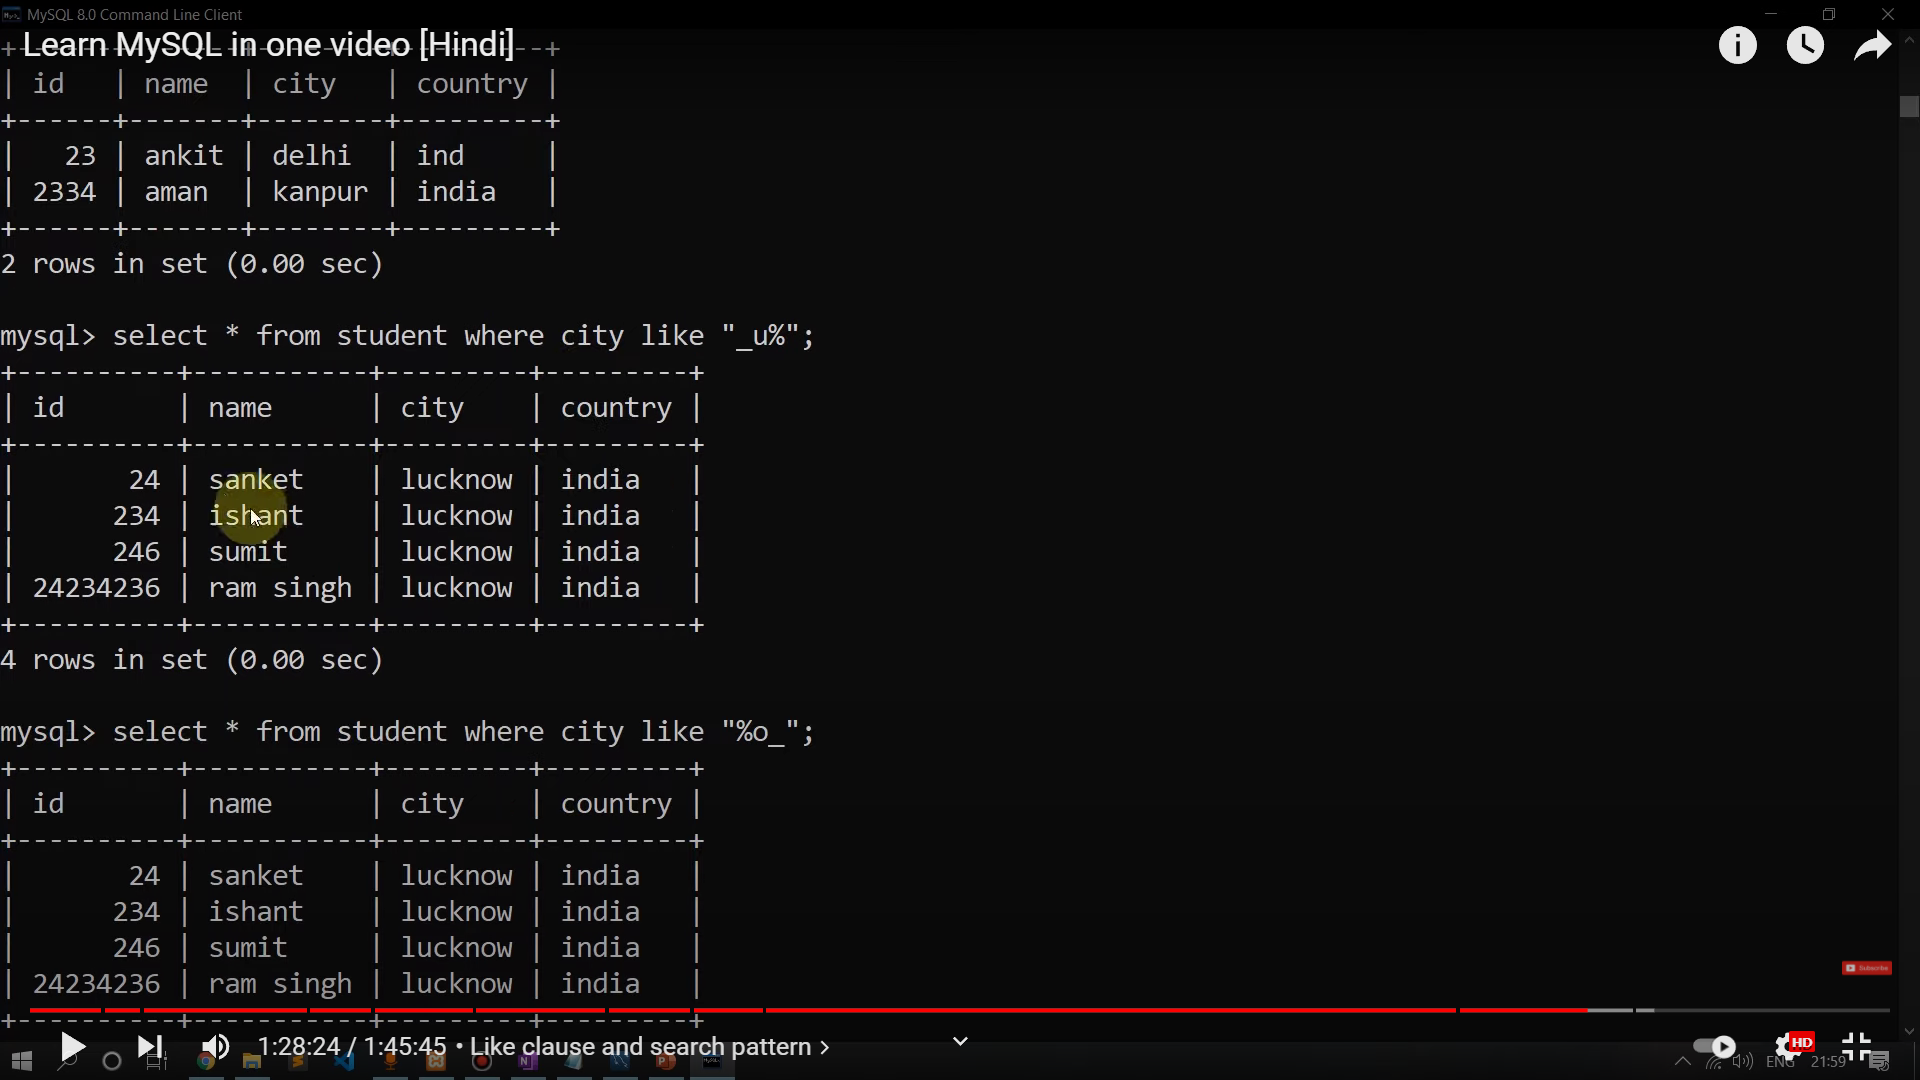 MySQL 8.0 Command Line Client
Learn MySQL in one video [Hindi]
+------+-------+--------+---------+
| id | name | city | country |
+------+-------+--------+---------+
| 23 | ankit | delhi | ind |
| 2334 | aman | kanpur | india |
+------+-------+--------+---------+
2 rows in set (0.00 sec)
mysql> select * from student where city like "_u%";
+----------+-----------+---------+---------+
| id | name | city | country |
+----------+-----------+---------+---------+
| 24 | sanket | lucknow | india |
| 234 | ishant | lucknow | india |
| 246 | sumit | lucknow | india |
| 24234236 | ram singh | lucknow | india |
+----------+-----------+---------+---------+
4 rows in set (0.00 sec)
mysql> select * from student where city like "%o_";
+----------+-----------+---------+---------+
| id | name | city | country |
+----------+-----------+---------+---------+
| 24 | sanket | lucknow | india |
| 234 | ishant | lucknow | india |
| 246 | sumit | lucknow | india |
| 24234236 | ram singh | lucknow | india |
+----------+-----------+---------+---------+
Subscribe
1:28:24 / 1:45:45 • Like clause and search pattern >
HD
ENG 21:59